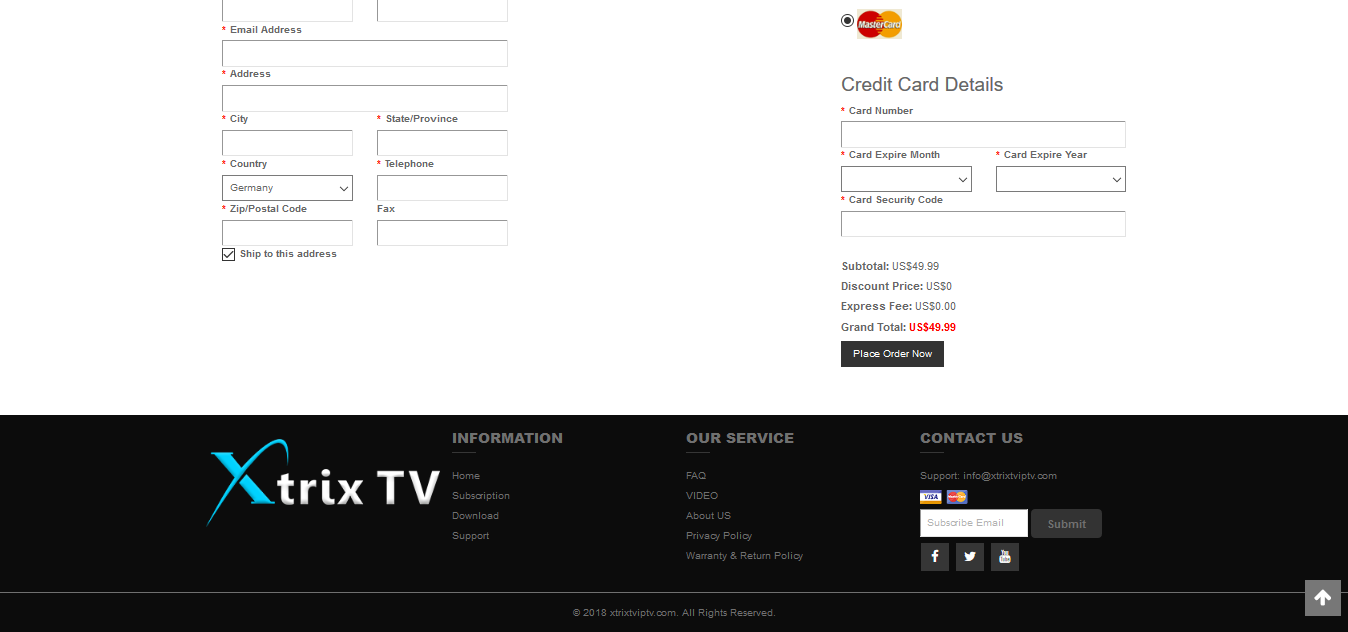 * Email Address
* Address
* City
* State/Province
* Country
* Telephone
Germany
* Zip/Postal Code
Fax
Ship to this address
MasterCard
Credit Card Details
* Card Number
* Card Expire Month
* Card Expire Year
* Card Security Code
Subtotal: US$49.99
Discount Price: US$0
Express Fee: US$0.00
Grand Total: US$49.99
Place Order Now
Xtrix TV
INFORMATION
Home
Subscription
Download
Support
OUR SERVICE
FAQ
VIDEO
About US
Privacy Policy
Warranty & Return Policy
CONTACT US
Support: info@xtrixtviptv.com
VISA MasterCard
Subscribe Email
Submit
You Tube
© 2018 xtrixtviptv.com. All Rights Reserved.